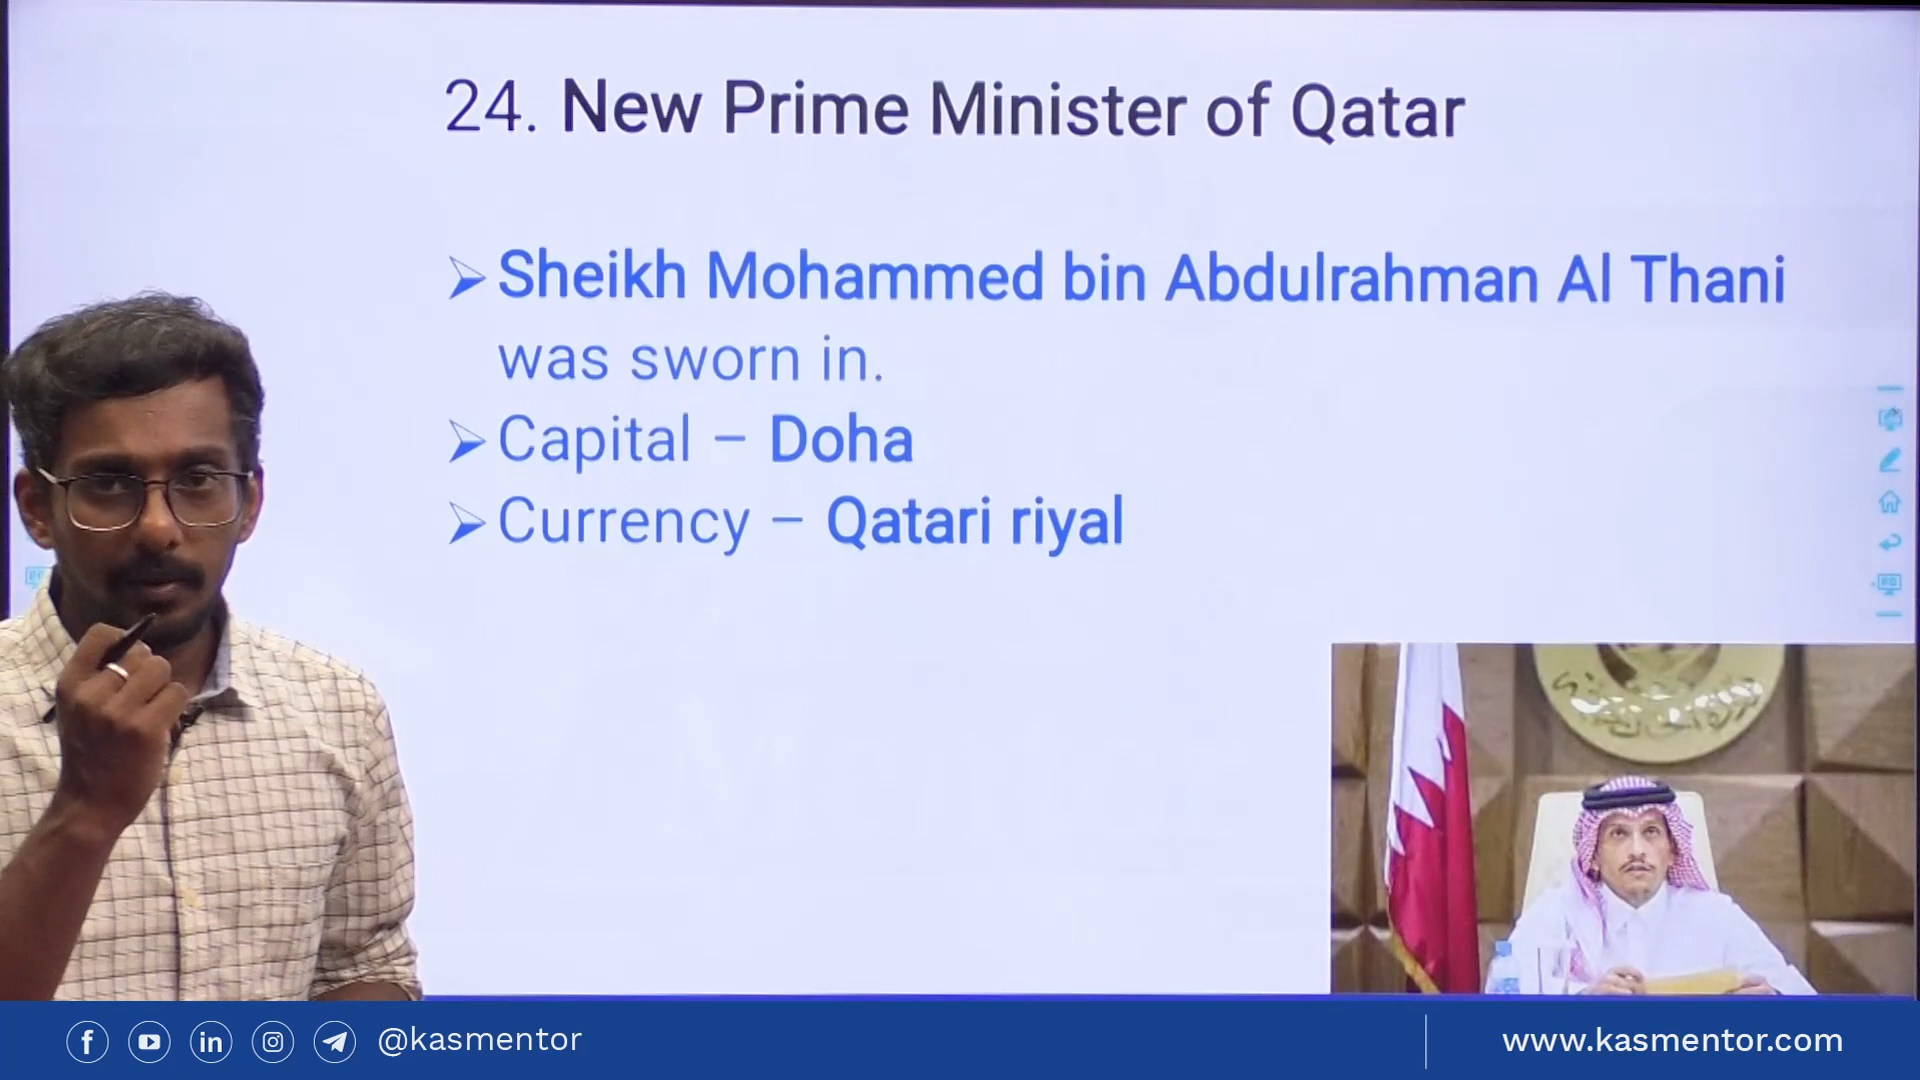 24. New Prime Minister of Qatar
Sheikh Mohammed bin Abdulrahman Al Thani
was sworn in.
Capital – Doha
Currency – Qatari riyal
@kasmentor
www.kasmentor.com